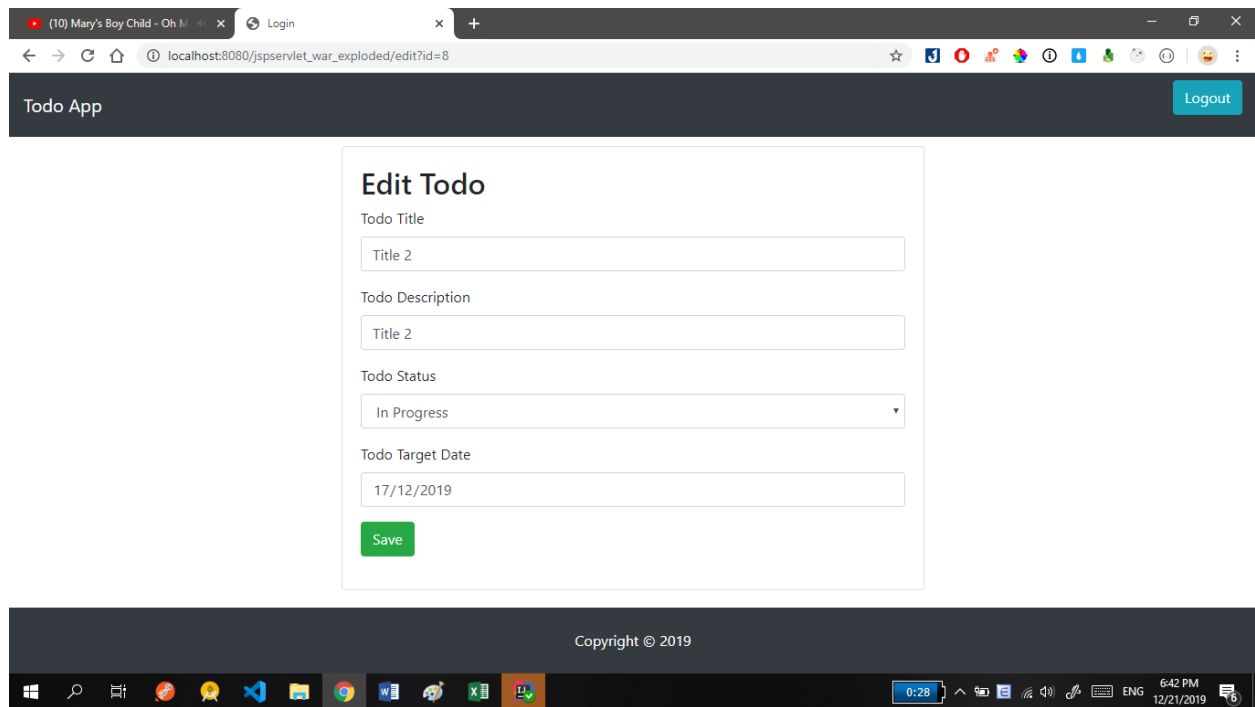 (10) Mary's Boy Child - Oh M
Login
localhost:8080/jspservlet_war_exploded/edit?id=8
Todo App
Logout
Edit Todo
Todo Title
Title 2
Todo Description
Title 2
Todo Status
In Progress
Todo Target Date
17/12/2019
Save
Copyright © 2019
0:28
ENG
6:42 PM
12/21/2019
6